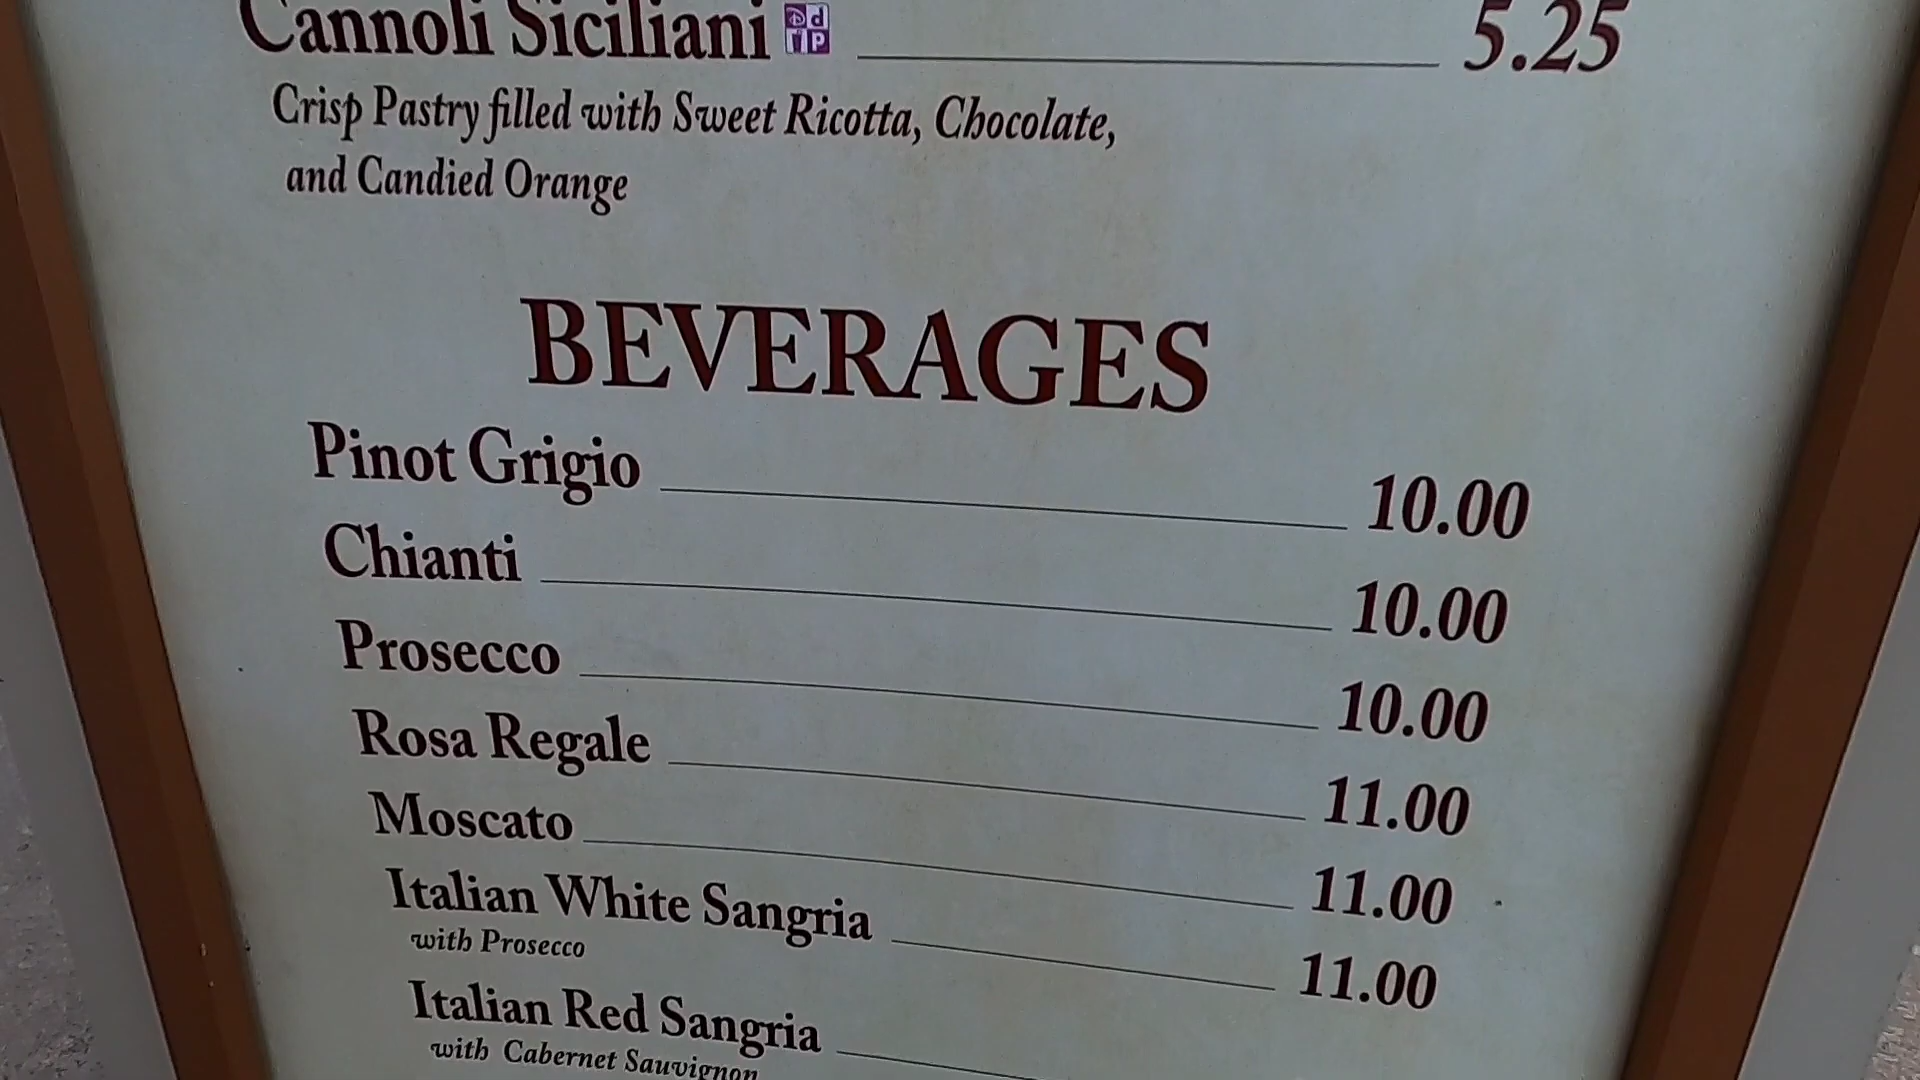 Cannoli Siciliani 5.25
Crisp Pastry filled with Sweet Ricotta, Chocolate,
and Candied Orange
BEVERAGES
Pinot Grigio 10.00
Chianti 10.00
Prosecco 10.00
Rosa Regale 11.00
Moscato 11.00
Italian White Sangria 11.00
with Prosecco
Italian Red Sangria
with Cabernet Sauvignon